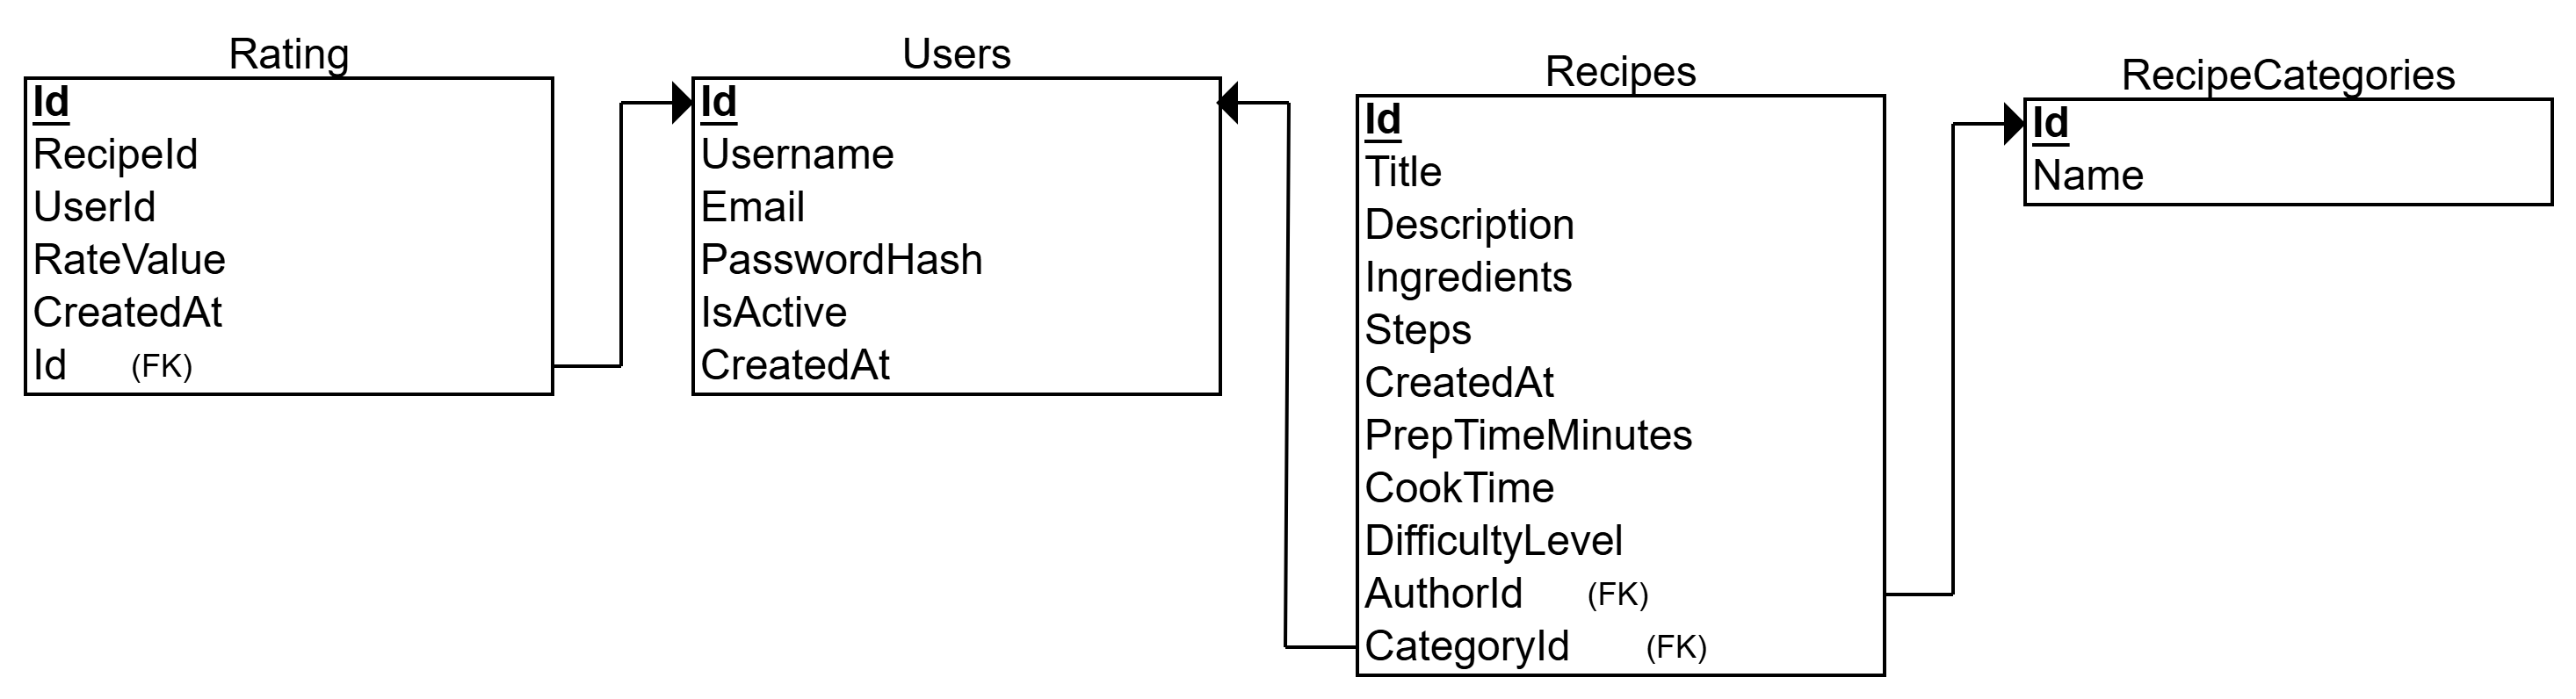 Rating
Id
RecipeId
UserId
RateValue
CreatedAt
Id (FK)
Users
Id
Username
Email
PasswordHash
IsActive
CreatedAt
Recipes
Id
Title
Description
Ingredients
Steps
CreatedAt
PrepTimeMinutes
CookTime
DifficultyLevel
AuthorId (FK)
CategoryId (FK)
RecipeCategories
Id
Name